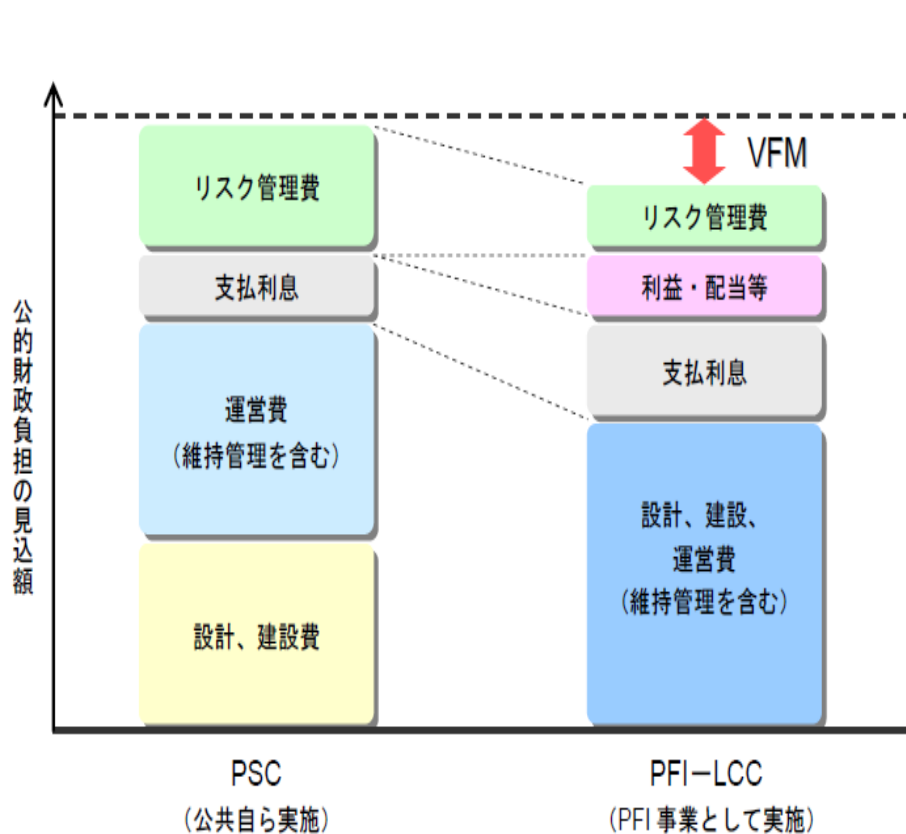 公的財政負担の見込額
リスク管理費
支払利息
運営費
（維持管理を含む）
設計、建設費
VFM
リスク管理費
利益・配当等
支払利息
設計、建設、
運営費
（維持管理を含む）
PSC
（公共自ら実施）
PFI－LCC
（PFI 事業として実施）